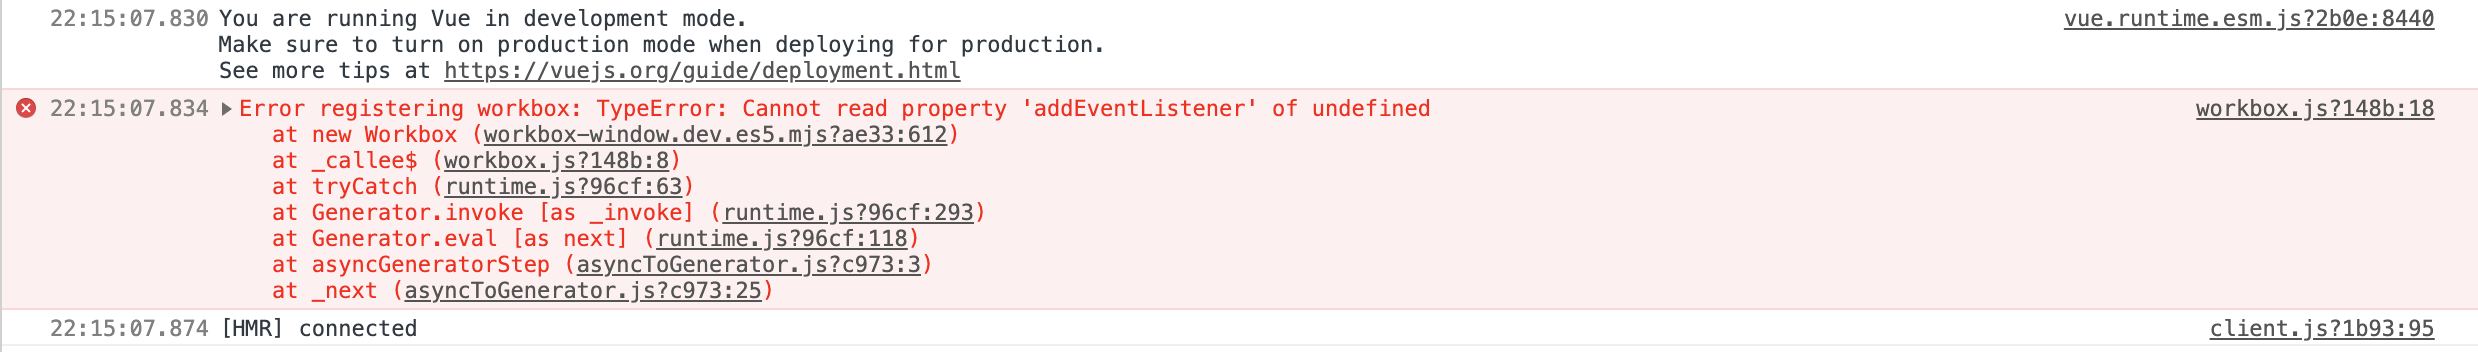 22:15:07.830 You are running Vue in development mode. vue.runtime.esm.js?2b0e:8440
Make sure to turn on production mode when deploying for production.
See more tips at https://vuejs.org/guide/deployment.html
22:15:07.834 Error registering workbox: TypeError: Cannot read property 'addEventListener' of undefined workbox.js?148b:18
at new Workbox (workbox-window.dev.es5.mjs?ae33:612)
at _callee$ (workbox.js?148b:8)
at tryCatch (runtime.js?96cf:63)
at Generator.invoke [as _invoke] (runtime.js?96cf:293)
at Generator.eval [as next] (runtime.js?96cf:118)
at asyncGeneratorStep (asyncToGenerator.js?c973:3)
at _next (asyncToGenerator.js?c973:25)
22:15:07.874 [HMR] connected client.js?1b93:95